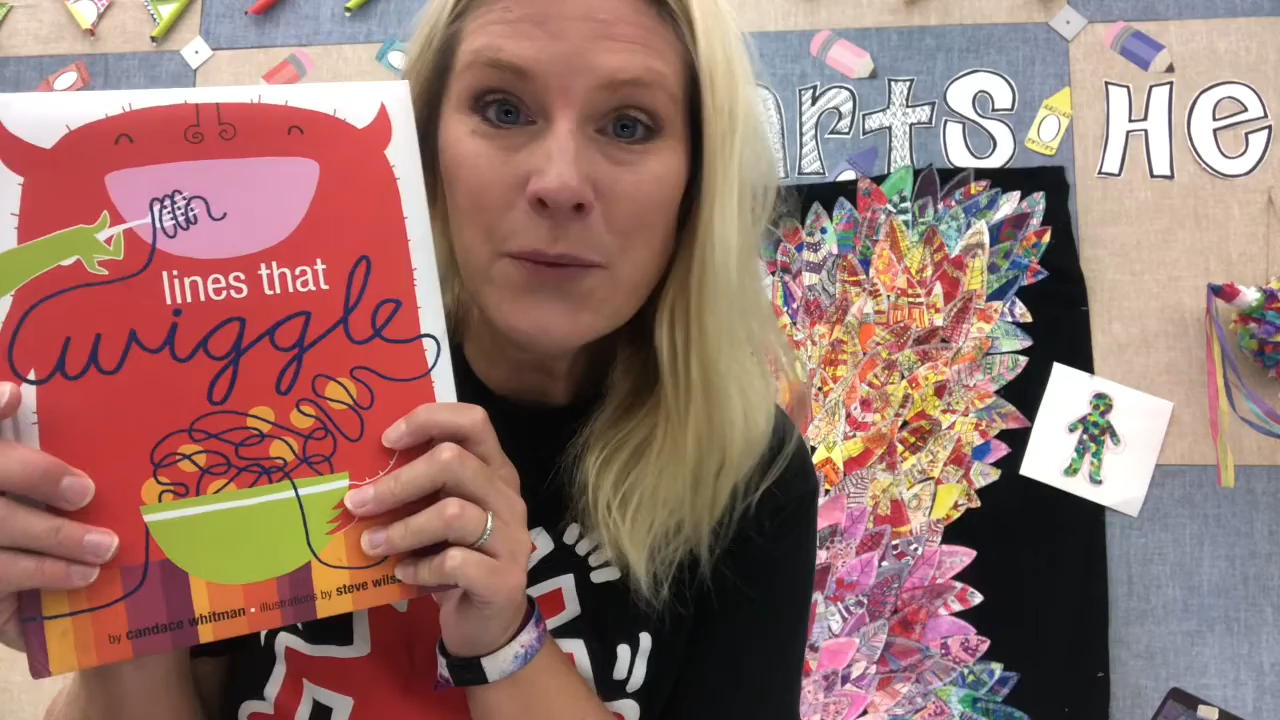 lines that
wiggle
by candace whitman • illustrations by steve wils
arts He